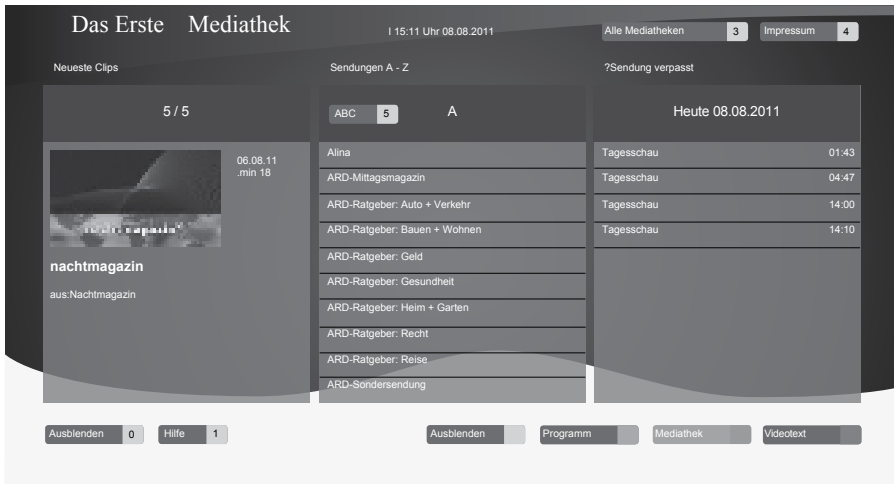 Das Erste Mediathek
I 15:11 Uhr 08.08.2011
Alle Mediatheken 3
Impressum 4
Neueste Clips
Sendungen A - Z
?Sendung verpasst
5 / 5
06.08.11
.min 18
nachtmagazin
aus:Nachtmagazin
ABC 5 A
Alina
ARD-Mittagsmagazin
ARD-Ratgeber: Auto + Verkehr
ARD-Ratgeber: Bauen + Wohnen
ARD-Ratgeber: Geld
ARD-Ratgeber: Gesundheit
ARD-Ratgeber: Heim + Garten
ARD-Ratgeber: Recht
ARD-Ratgeber: Reise
ARD-Sondersendung
Heute 08.08.2011
Tagesschau 01:43
Tagesschau 04:47
Tagesschau 14:00
Tagesschau 14:10
Ausblenden 0
Hilfe 1
Ausblenden
Programm
Mediathek
Videotext